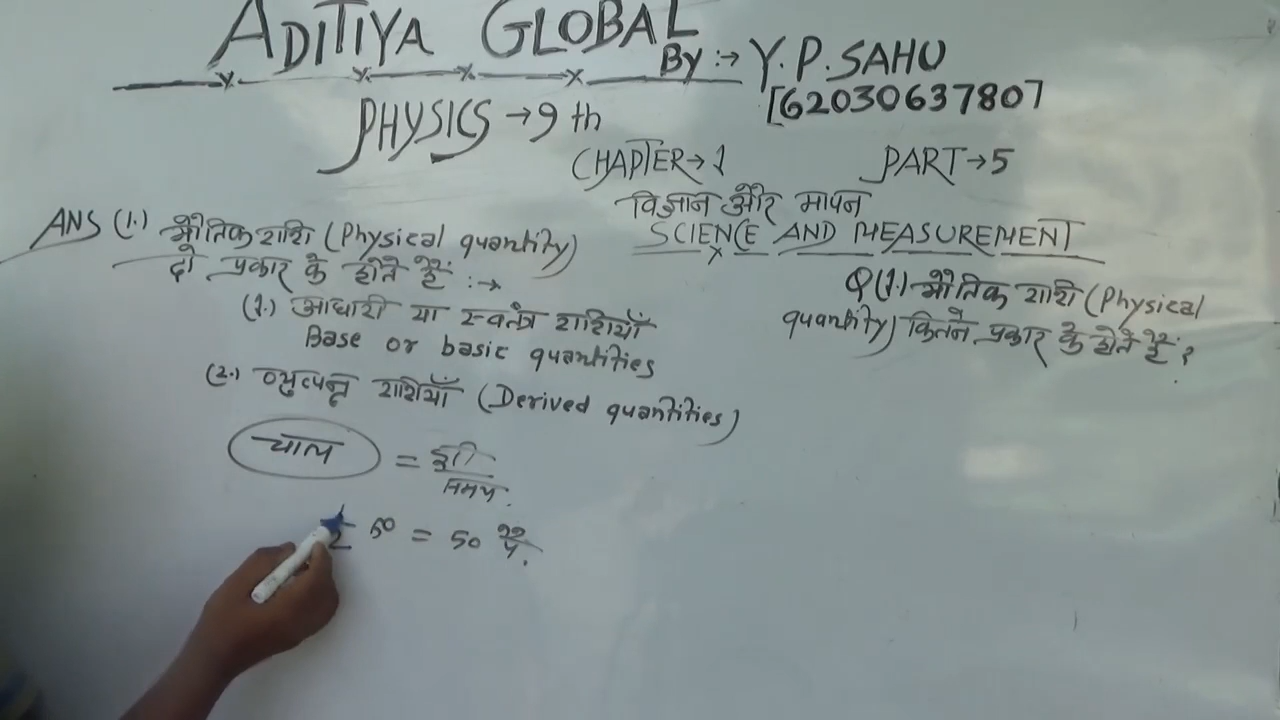 ADITIYA GLOBAL
By :→ Y.P. SAHU
[6203063780]
PHYSICS → 9 th
CHAPTER → 1 PART → 5
विज्ञान और मापन
SCIENCE AND MEASUREMENT
Q (1.) भौतिक राशि (Physical
quantity) कितने प्रकार के होते हैं ?
ANS (1.) भौतिक राशि (Physical quantity)
दो प्रकार के होते हैं :→
(1.) आधारी या स्वतंत्र राशियाँ
Base or basic quantities
(2.) व्युत्पन्न राशियाँ (Derived quantities)
चाल = दूरी
समय
50 = 50